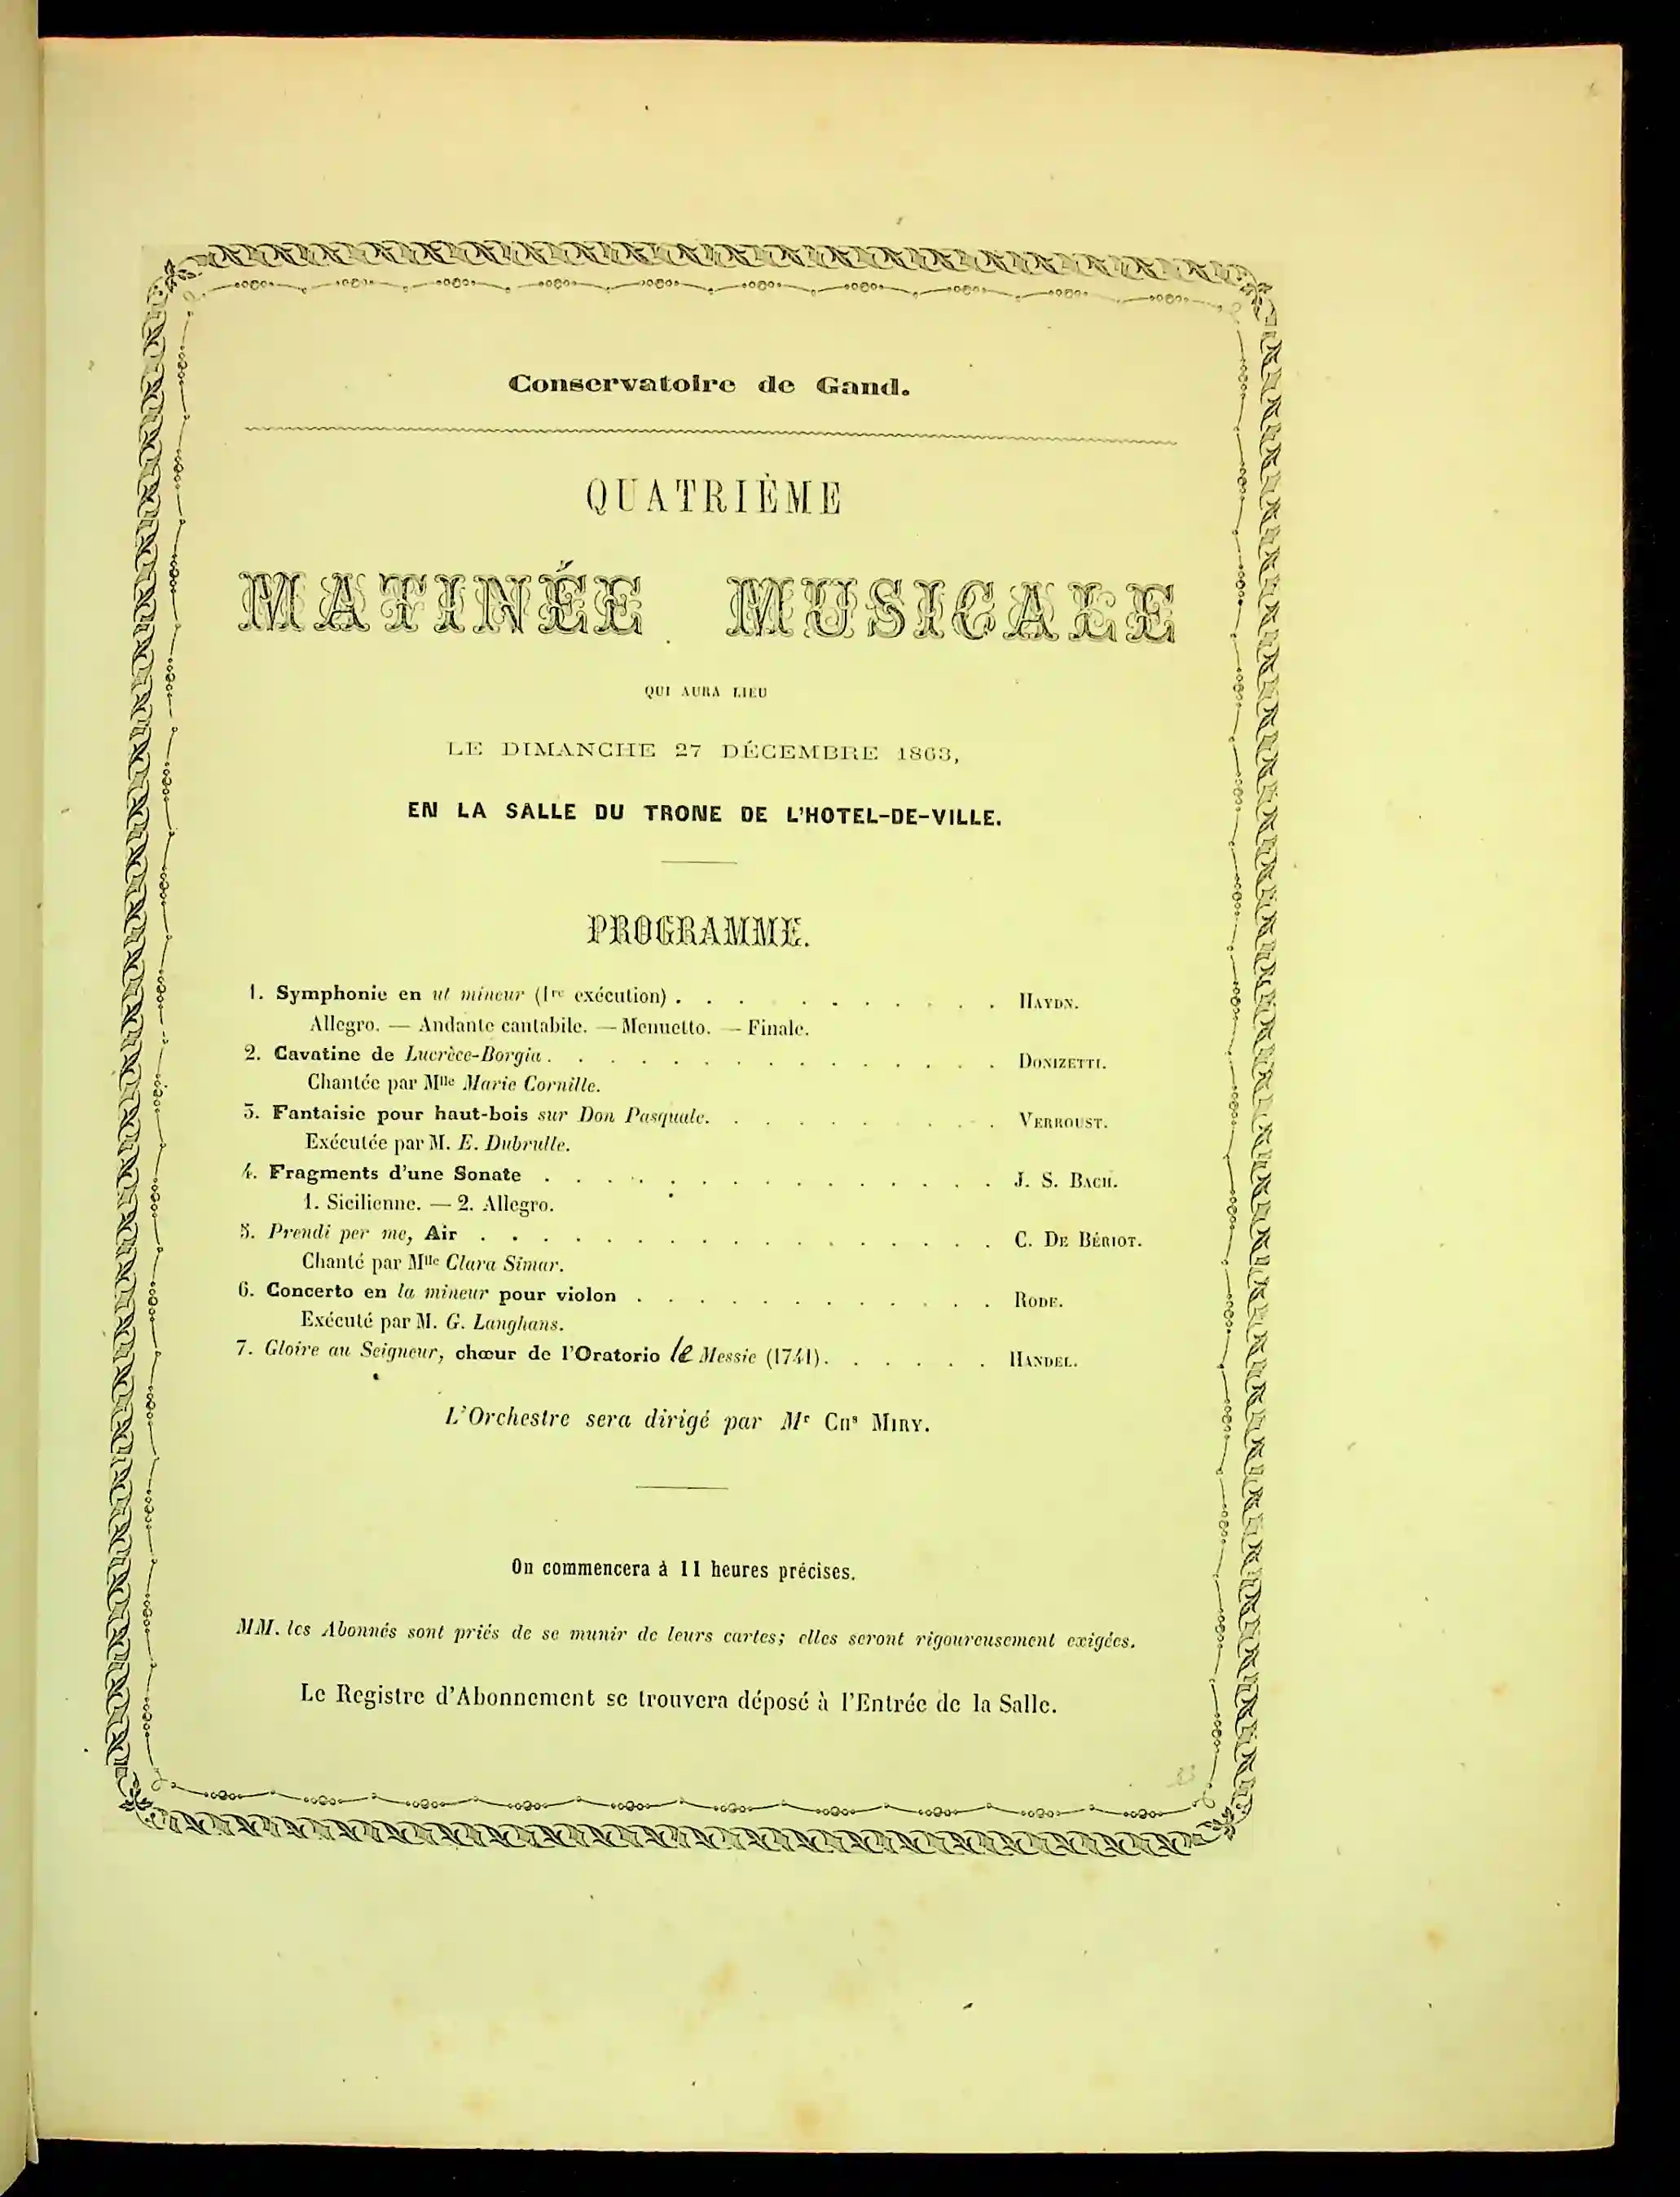 Conservatoire de Gand.
QUATRIÈME
MATINÉE MUSICALE
QUI AURA LIEU
LE DIMANCHE 27 DÉCEMBRE 1863,
EN LA SALLE DU TRONE DE L'HOTEL-DE-VILLE.
PROGRAMME.
1. Symphonie en ut mineur (1re exécution) . . . . . . . . . . HAYDN.
Allegro. — Andante cantabile. — Menuetto. — Finale.
2. Cavatine de Lucrèce-Borgia . . . . . . . . . . . . . . . DONIZETTI.
Chantée par Mlle Marie Cornille.
3. Fantaisie pour haut-bois sur Don Pasquale. . . . . . . . . . VERROUST.
Exécutée par M. E. Dubrulle.
4. Fragments d'une Sonate . . . . . . . . . . . . . . . J. S. BACH.
1. Sicilienne. — 2. Allegro.
5. Prendi per me, Air . . . . . . . . . . . . . . . . . C. DE BÉRIOT.
Chanté par Mlle Clara Simar.
6. Concerto en la mineur pour violon . . . . . . . . . . . . RODE.
Exécuté par M. G. Langhans.
7. Gloire au Seigneur, chœur de l'Oratorio le Messie (1741). . . . . . HANDEL.
L'Orchestre sera dirigé par Mr CHs MIRY.
On commencera à 11 heures précises.
MM. les Abonnés sont priés de se munir de leurs cartes; elles seront rigoureusement exigées.
Le Registre d'Abonnement se trouvera déposé à l'Entrée de la Salle.